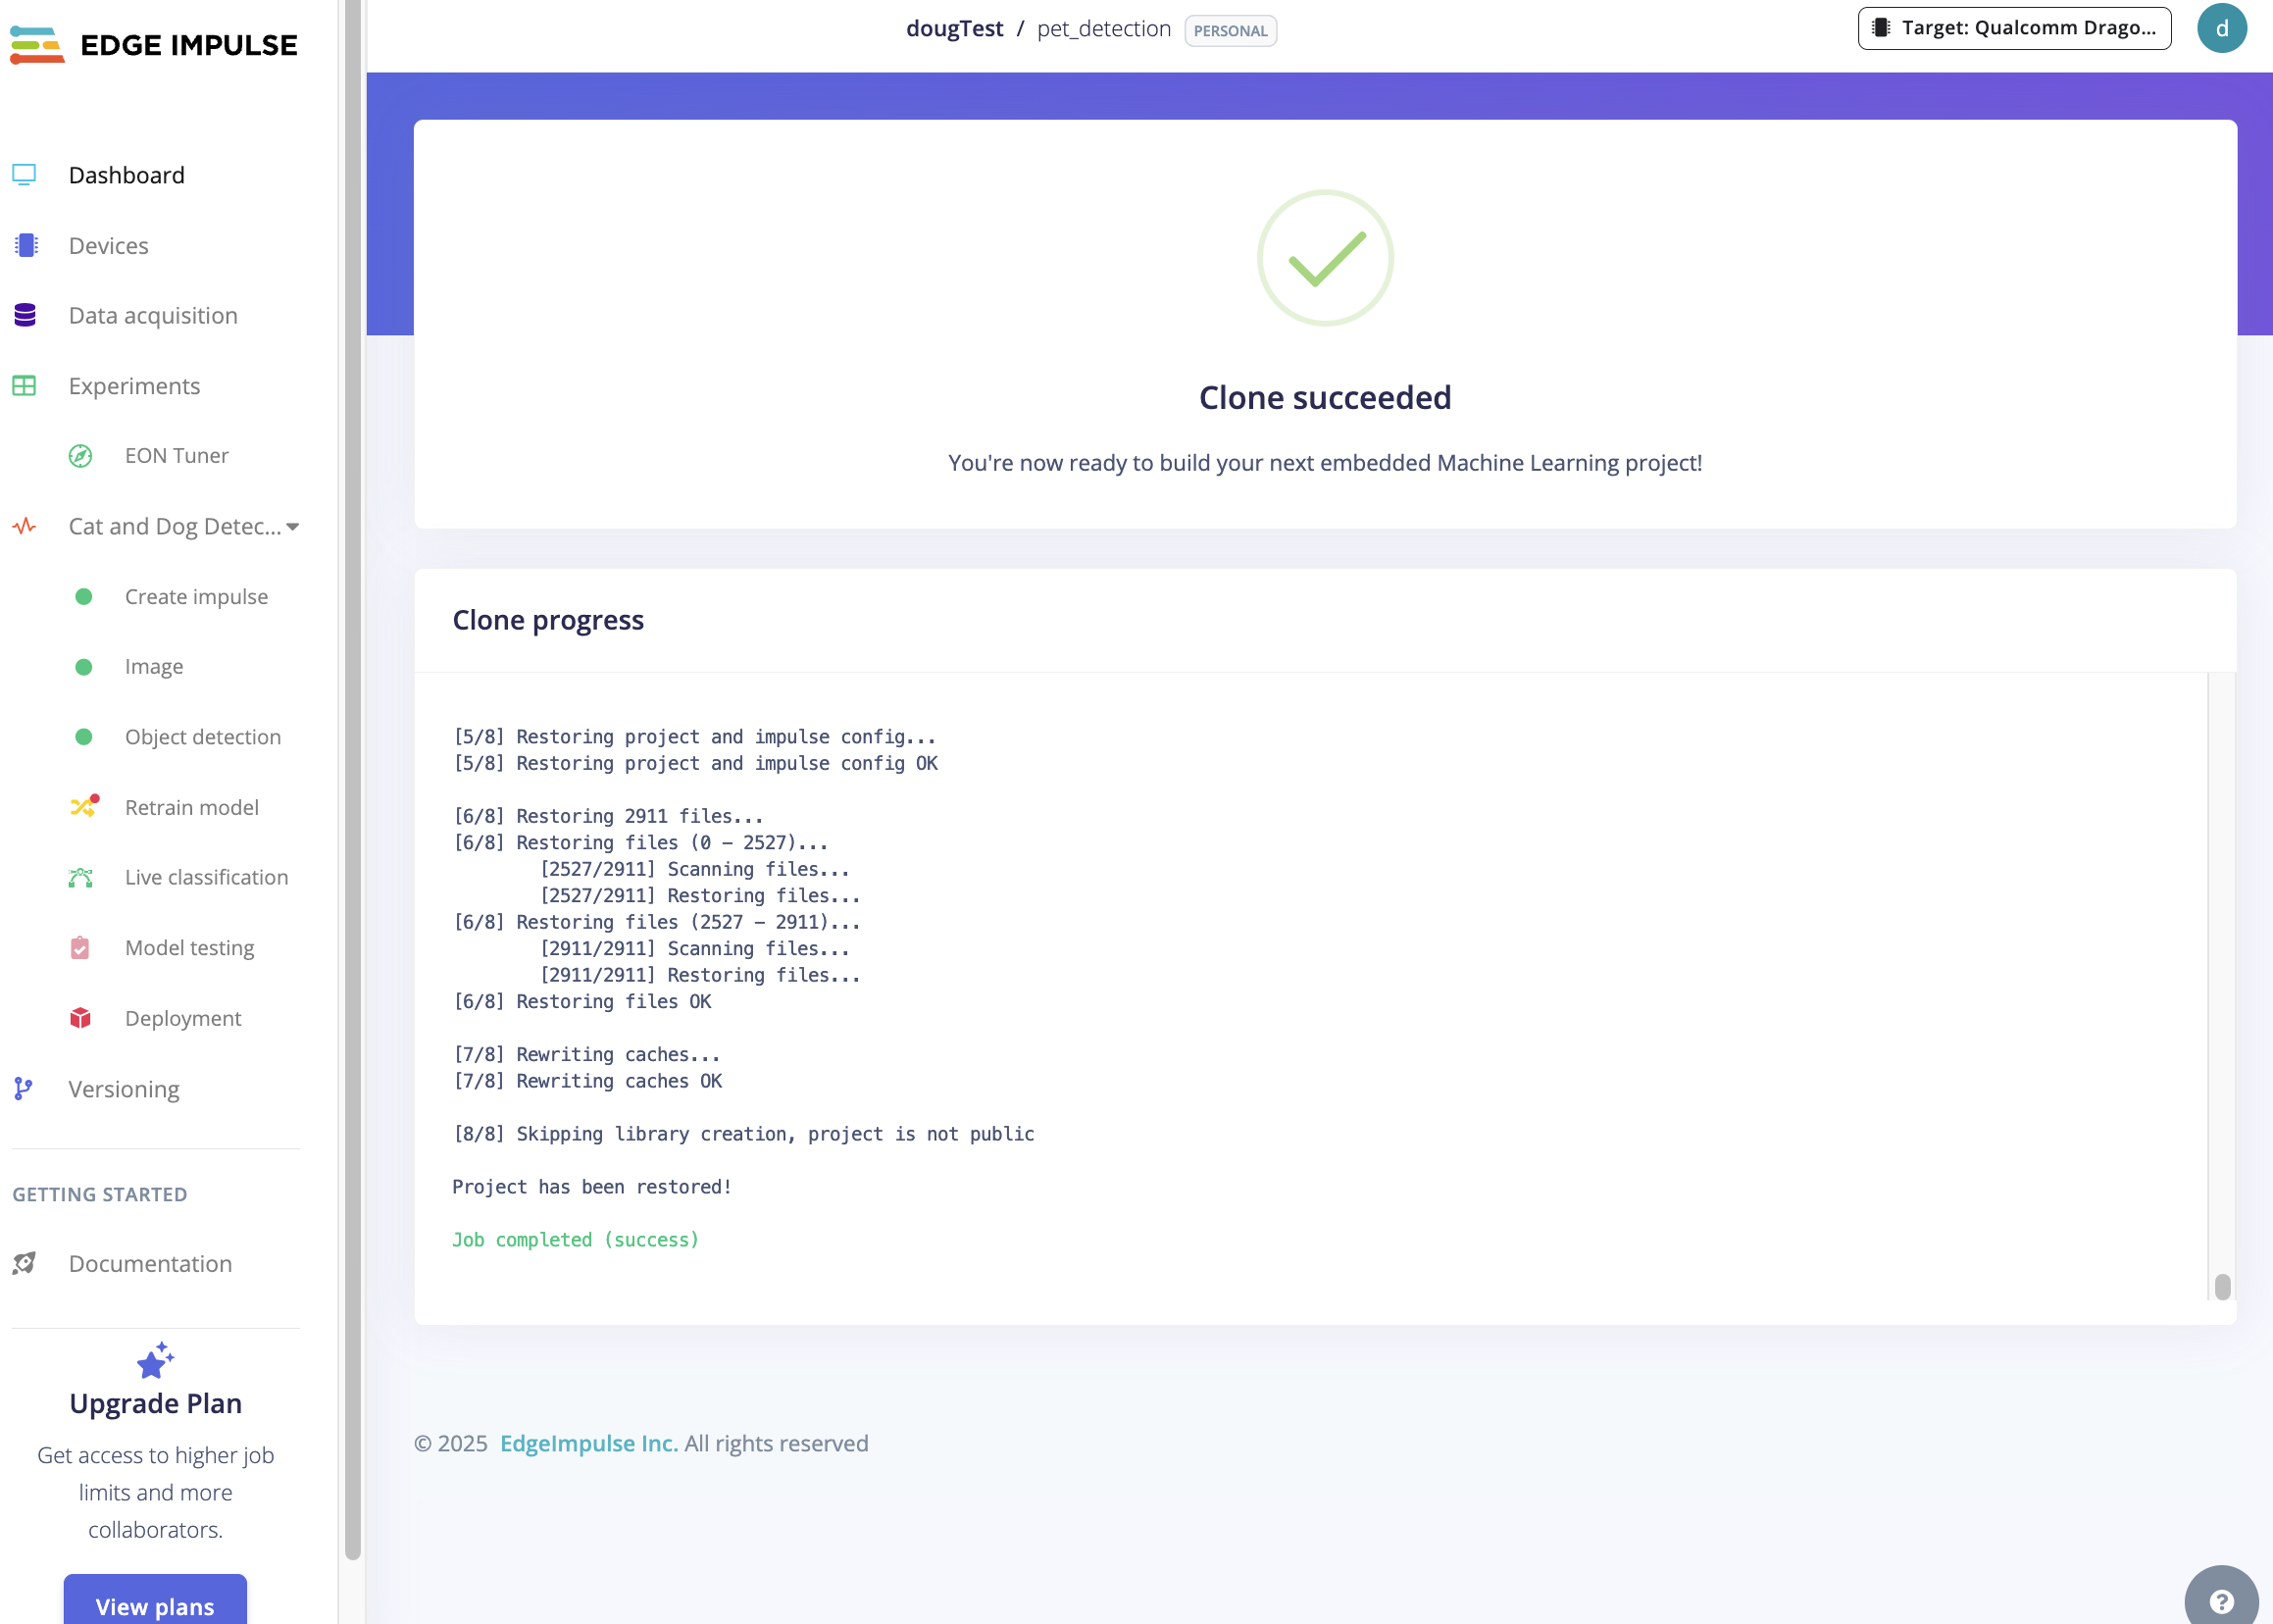 EDGE IMPULSE
dougTest / pet_detection PERSONAL
Target: Qualcomm Drago...
d
Dashboard
Devices
Data acquisition
Experiments
EON Tuner
Cat and Dog Detec...
Create impulse
Image
Object detection
Retrain model
Live classification
Model testing
Deployment
Versioning
GETTING STARTED
Documentation
Upgrade Plan
Get access to higher job
limits and more
collaborators.
View plans
Clone succeeded
You're now ready to build your next embedded Machine Learning project!
Clone progress
[5/8] Restoring project and impulse config...
[5/8] Restoring project and impulse config OK
[6/8] Restoring 2911 files...
[6/8] Restoring files (0 - 2527)...
[2527/2911] Scanning files...
[2527/2911] Restoring files...
[6/8] Restoring files (2527 - 2911)...
[2911/2911] Scanning files...
[2911/2911] Restoring files...
[6/8] Restoring files OK
[7/8] Rewriting caches...
[7/8] Rewriting caches OK
[8/8] Skipping library creation, project is not public
Project has been restored!
Job completed (success)
© 2025 EdgeImpulse Inc. All rights reserved
?